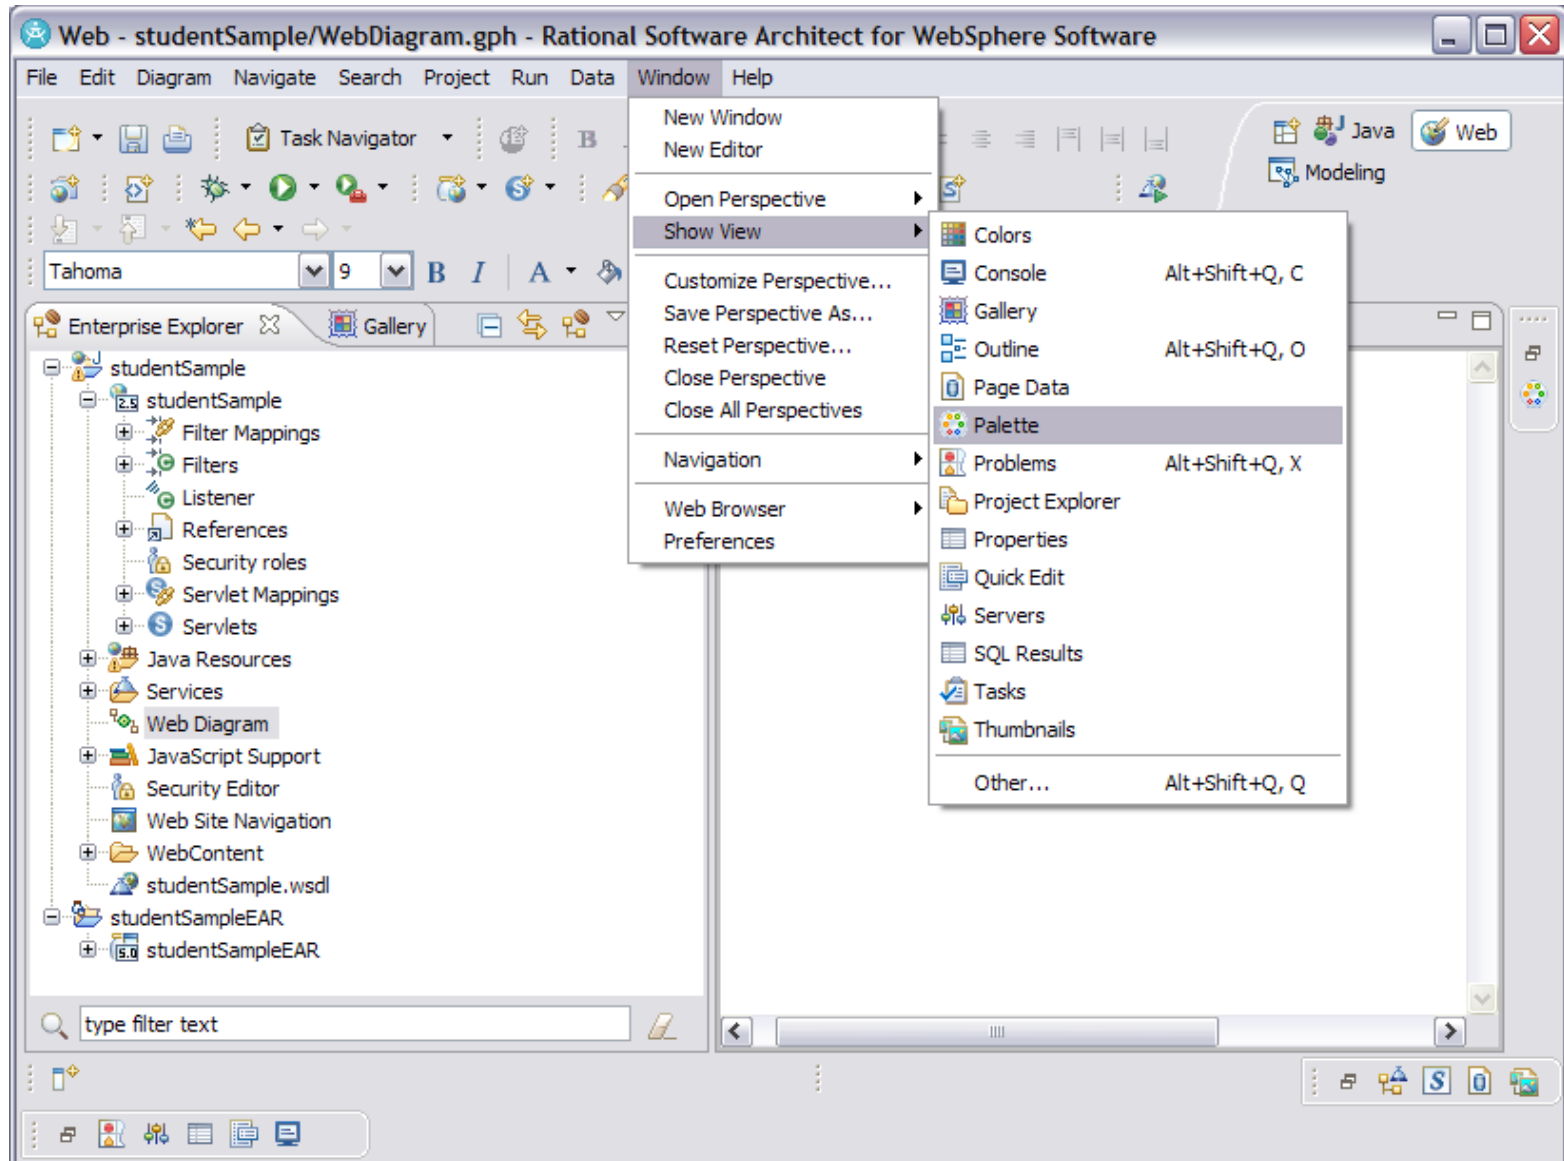 Web - studentSample/WebDiagram.gph - Rational Software Architect for WebSphere Software
File Edit Diagram Navigate Search Project Run Data Window Help
Task Navigator
B
Java
Web
Modeling
Tahoma
9
B I A
Enterprise Explorer
Gallery
studentSample
2.5 studentSample
Filter Mappings
Filters
Listener
References
Security roles
Servlet Mappings
Servlets
Java Resources
Services
Web Diagram
JavaScript Support
Security Editor
Web Site Navigation
WebContent
studentSample.wsdl
studentSampleEAR
5.0 studentSampleEAR
type filter text
New Window
New Editor
Open Perspective
Show View
Customize Perspective...
Save Perspective As...
Reset Perspective...
Close Perspective
Close All Perspectives
Navigation
Web Browser
Preferences
Colors
Console Alt+Shift+Q, C
Gallery
Outline Alt+Shift+Q, O
Page Data
Palette
Problems Alt+Shift+Q, X
Project Explorer
Properties
Quick Edit
Servers
SQL Results
Tasks
Thumbnails
Other... Alt+Shift+Q, Q